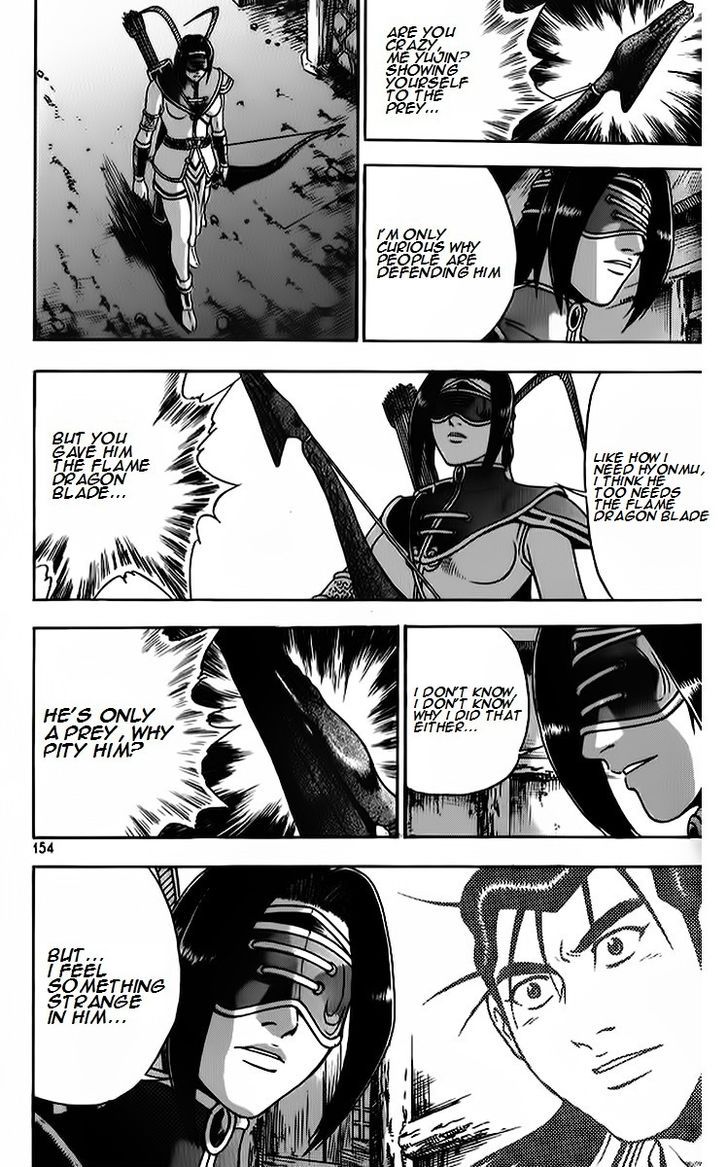 ARE YOU
CRAZY,
ME YUJIN?
SHOWING
YOURSELF
TO THE
PREY...
I'M ONLY
CURIOUS WHY
PEOPLE ARE
DEFENDING HIM
BUT YOU
GAVE HIM
THE FLAME
DRAGON
BLADE...
LIKE HOW I
NEED HYONMU,
I THINK HE
TOO NEEDS
THE FLAME
DRAGON BLADE
HE'S ONLY
A PREY, WHY
PITY HIM?
I DON'T KNOW,
I DON'T KNOW
WHY I DID THAT
EITHER...
154
BUT...
I FEEL
SOMETHING
STRANGE
IN HIM...